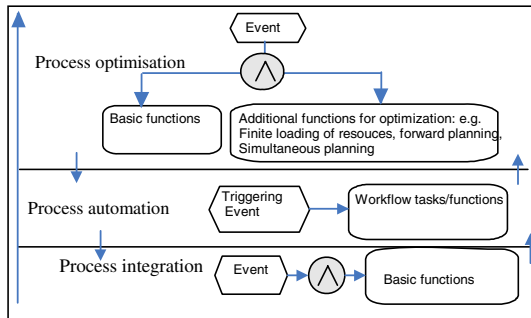 Event
Process optimisation
Basic functions
Additional functions for optimization: e.g.
Finite loading of resouces, forward planning,
Simultaneous planning
Process automation
Triggering
Event
Workflow tasks/functions
Process integration
Event
Basic functions